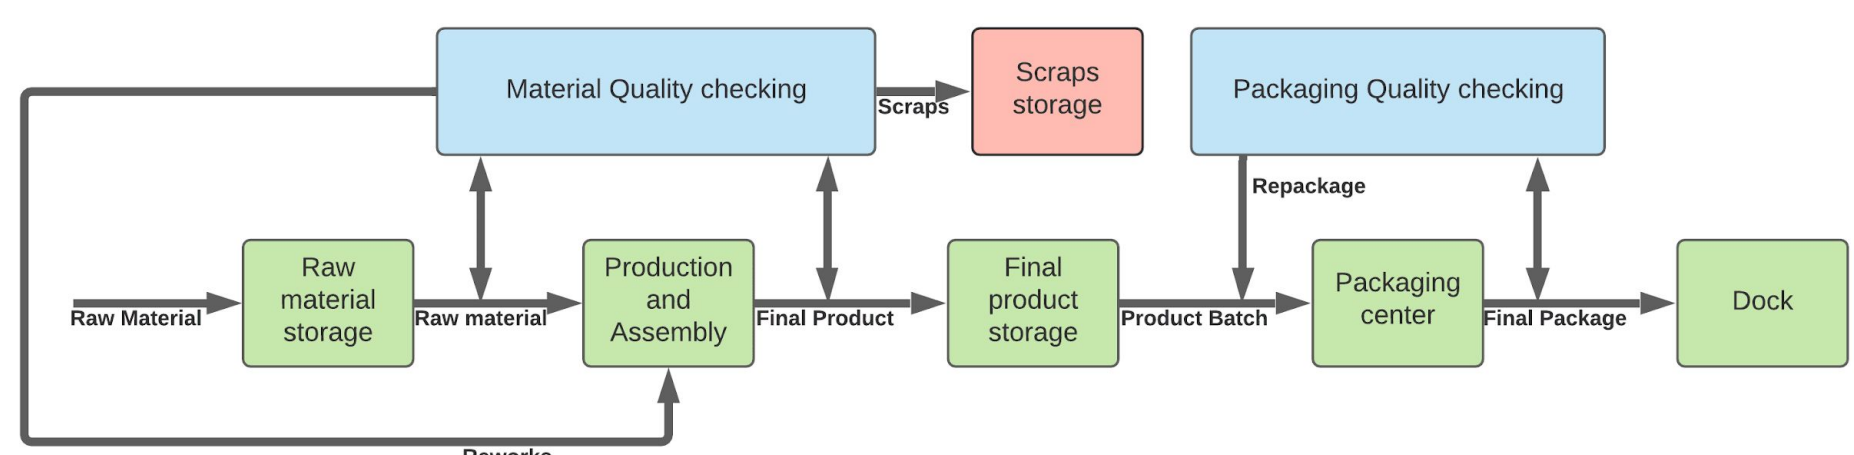 Material Quality checking
Scraps
Scraps
storage
Packaging Quality checking
Repackage
Raw Material
Raw
material
storage
Raw material
Production
and
Assembly
Final Product
Final
product
storage
Product Batch
Packaging
center
Final Package
Dock
Reworks